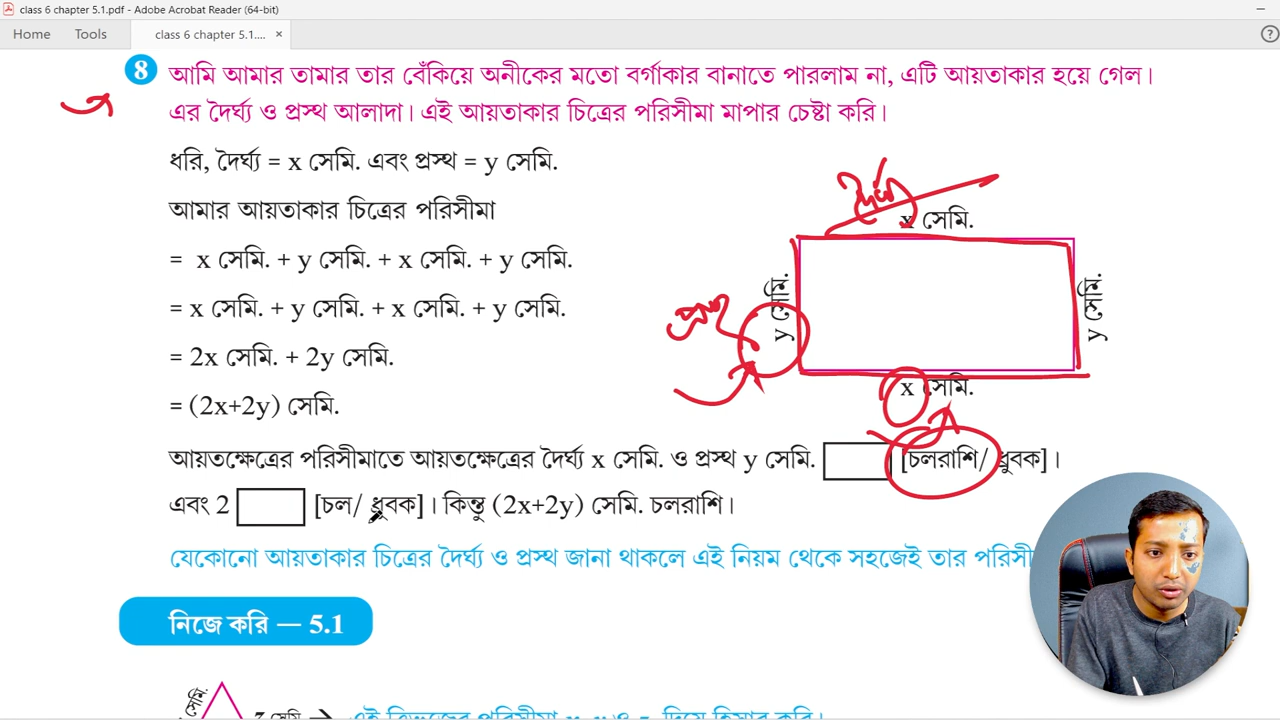 class 6 chapter 5.1.pdf - Adobe Acrobat Reader (64-bit)
Home Tools class 6 chapter 5.1.... ×
8 আমি আমার তামার তার বেঁকিয়ে অনীকের মতো বর্গাকার বানাতে পারলাম না, এটি আয়তাকার হয়ে গেল।
এর দৈর্ঘ্য ও প্রস্থ আলাদা। এই আয়তাকার চিত্রের পরিসীমা মাপার চেষ্টা করি।
ধরি, দৈর্ঘ্য = x সেমি. এবং প্রস্থ = y সেমি.
আমার আয়তাকার চিত্রের পরিসীমা
= x সেমি. + y সেমি. + x সেমি. + y সেমি.
= x সেমি. + y সেমি. + x সেমি. + y সেমি.
= 2x সেমি. + 2y সেমি.
= (2x+2y) সেমি.
দৈর্ঘ্য
x সেমি.
প্রস্থ
y সেমি.
y সেমি.
x সেমি.
আয়তক্ষেত্রের পরিসীমাতে আয়তক্ষেত্রের দৈর্ঘ্য x সেমি. ও প্রস্থ y সেমি. [চলরাশি/ ধ্রুবক]।
এবং 2 [চল/ ধ্রুবক]। কিন্তু (2x+2y) সেমি. চলরাশি।
যেকোনো আয়তাকার চিত্রের দৈর্ঘ্য ও প্রস্থ জানা থাকলে এই নিয়ম থেকে সহজেই তার
নিজে করি — 5.1
সেমি.
z সেমি. → এই ত্রিভুজের পরিসীমা x, y ও z দিয়ে হিসাব করি।